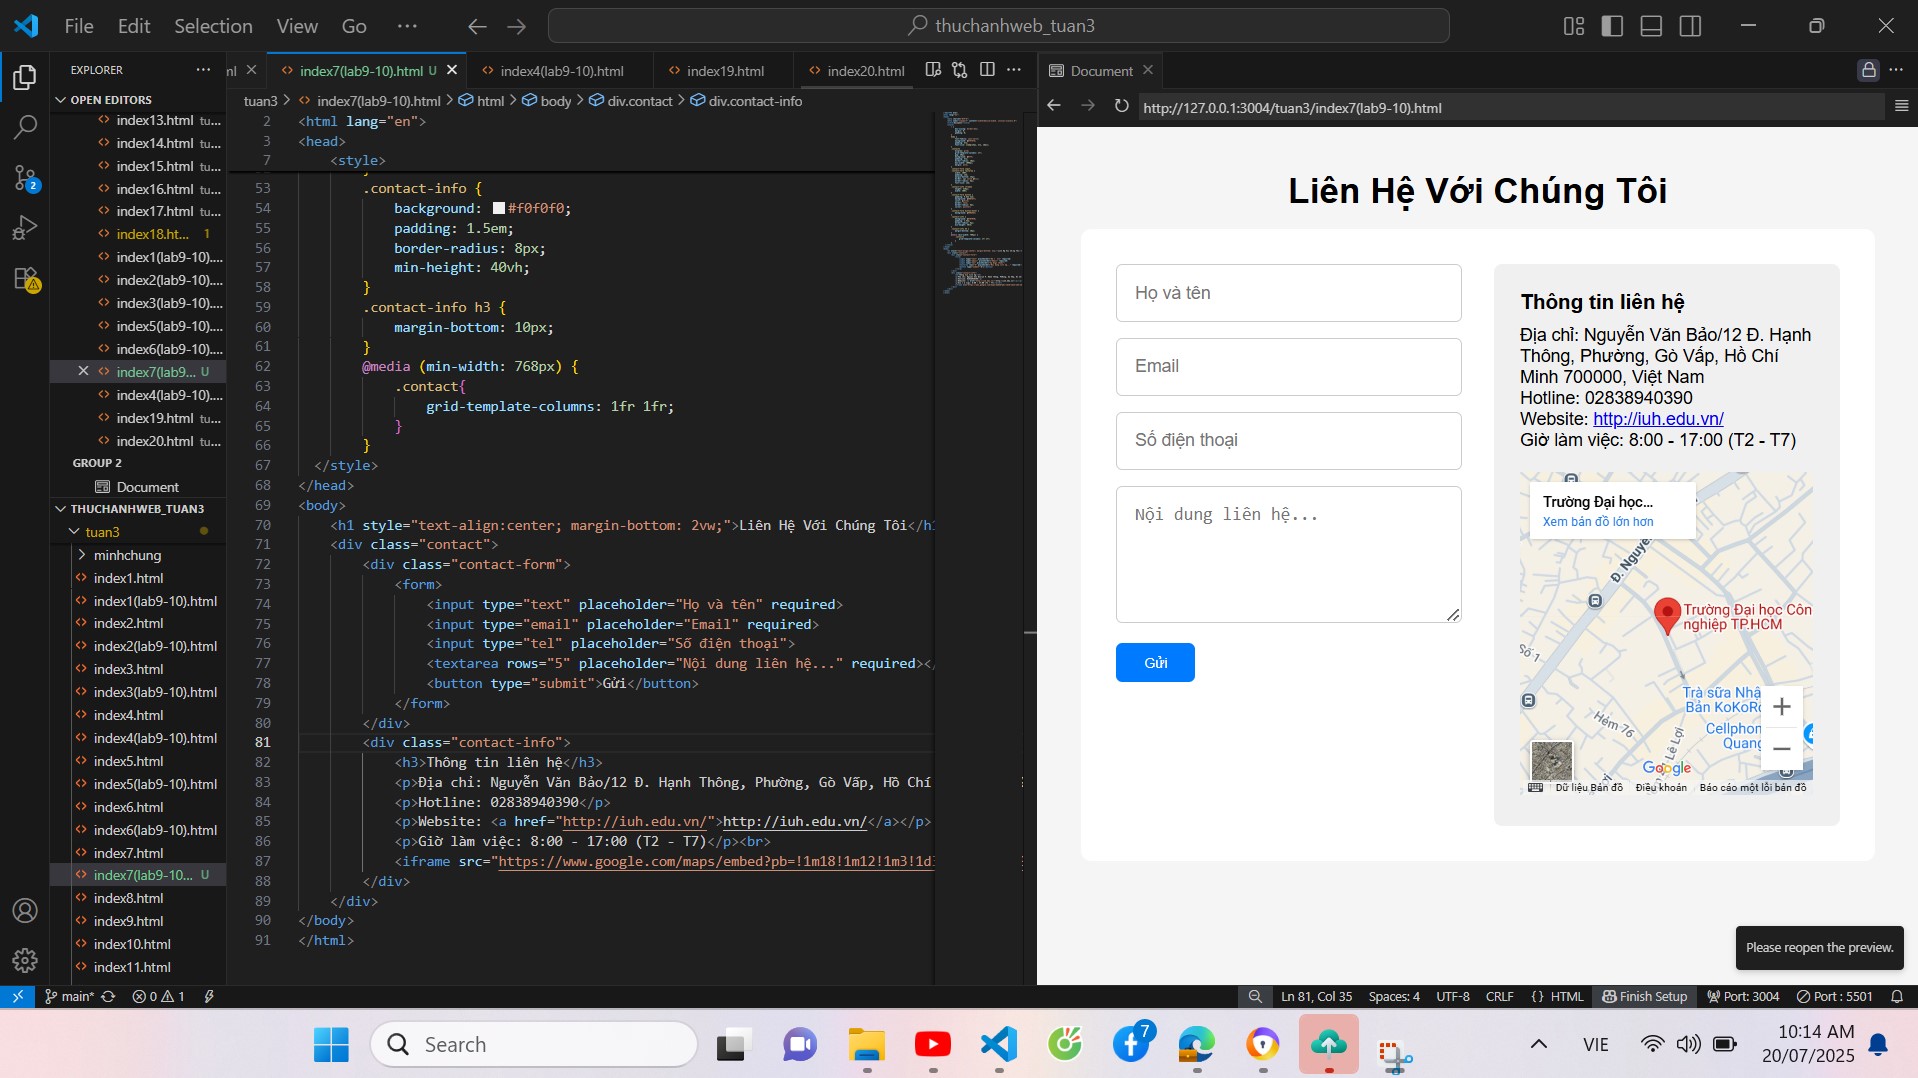 File Edit Selection View Go ···
thuchanhweb_tuan3
EXPLORER
OPEN EDITORS
index13.html tu...
index14.html tu...
index15.html tu...
index16.html tu...
index17.html tu...
index18.ht... 1
index1(lab9-10)....
index2(lab9-10)....
index3(lab9-10)....
index5(lab9-10)....
index6(lab9-10)....
index7(lab9... U
index4(lab9-10)....
index19.html tu...
index20.html tu...
GROUP 2
Document
THUCHANHWEB_TUAN3
tuan3
minhchung
index1.html
index1(lab9-10).html
index2.html
index2(lab9-10).html
index3.html
index3(lab9-10).html
index4.html
index4(lab9-10).html
index5.html
index5(lab9-10).html
index6.html
index6(lab9-10).html
index7.html
index7(lab9-10... U
index8.html
index9.html
index10.html
index11.html
2
nl index7(lab9-10).html U index4(lab9-10).html index19.html index20.html
tuan3 > index7(lab9-10).html > html > body > div.contact > div.contact-info
2 <html lang="en">
3 <head>
7 <style>
53 .contact-info {
54 background: #f0f0f0;
55 padding: 1.5em;
56 border-radius: 8px;
57 min-height: 40vh;
58 }
59 .contact-info h3 {
60 margin-bottom: 10px;
61 }
62 @media (min-width: 768px) {
63 .contact{
64 grid-template-columns: 1fr 1fr;
65 }
66 }
67 </style>
68 </head>
69 <body>
70 <h1 style="text-align:center; margin-bottom: 2vw;">Liên Hệ Với Chúng Tôi</h1
71 <div class="contact">
72 <div class="contact-form">
73 <form>
74 <input type="text" placeholder="Họ và tên" required>
75 <input type="email" placeholder="Email" required>
76 <input type="tel" placeholder="Số điện thoại">
77 <textarea rows="5" placeholder="Nội dung liên hệ..." required></
78 <button type="submit">Gửi</button>
79 </form>
80 </div>
81 <div class="contact-info">
82 <h3>Thông tin liên hệ</h3>
83 <p>Địa chỉ: Nguyễn Văn Bảo/12 Đ. Hạnh Thông, Phường, Gò Vấp, Hồ Chí
84 <p>Hotline: 02838940390</p>
85 <p>Website: <a href="http://iuh.edu.vn/">http://iuh.edu.vn/</a></p>
86 <p>Giờ làm việc: 8:00 - 17:00 (T2 - T7)</p><br>
87 <iframe src="https://www.google.com/maps/embed?pb=!1m18!1m12!1m3!1d3
88 </div>
89 </div>
90 </body>
91 </html>
Document
http://127.0.0.1:3004/tuan3/index7(lab9-10).html
Liên Hệ Với Chúng Tôi
Họ và tên
Email
Số điện thoại
Nội dung liên hệ...
Gửi
Thông tin liên hệ
Địa chỉ: Nguyễn Văn Bảo/12 Đ. Hạnh
Thông, Phường, Gò Vấp, Hồ Chí
Minh 700000, Việt Nam
Hotline: 02838940390
Website: http://iuh.edu.vn/
Giờ làm việc: 8:00 - 17:00 (T2 - T7)
Trường Đại học...
Xem bản đồ lớn hơn
Đ. Nguyễ
Trường Đại học Côn
nghiệp TP.HCM
Số 1
Trà sữa Nhậ
Bản KoKoRo
Hẻm 76
Lê Lợi
Cellphon
Quang
Google
Dữ liệu Bản đồ Điều khoản Báo cáo một lỗi bản đồ
Please reopen the preview.
main* 0 1
Ln 81, Col 35 Spaces: 4 UTF-8 CRLF {} HTML Finish Setup Port: 3004 Port : 5501
Search
7
VIE
10:14 AM
20/07/2025